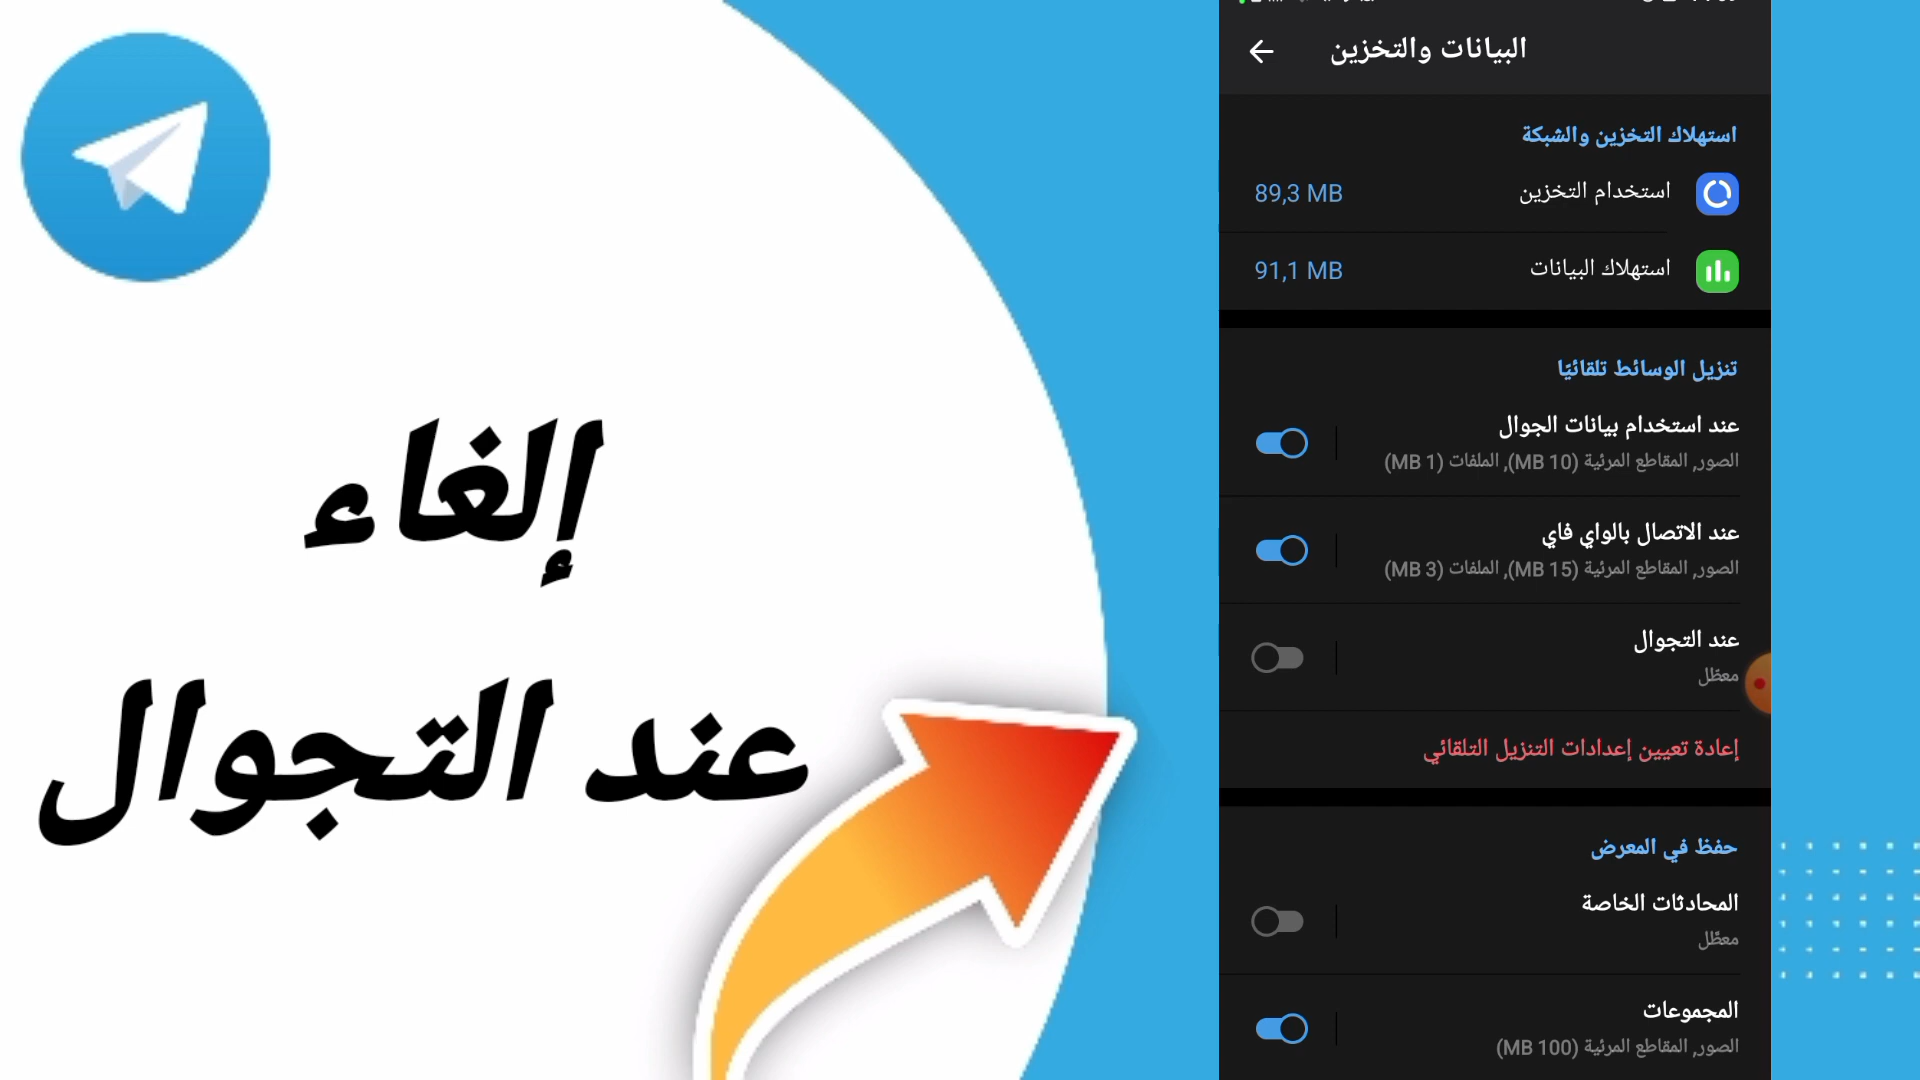 إلغاء
عند التجوال
البيانات والتخزين
استهلاك التخزين والشبكة
استخدام التخزين
89,3 MB
استهلاك البيانات
91,1 MB
تنزيل الوسائط تلقائيًا
عند استخدام بيانات الجوال
الصور, المقاطع المرئية (10 MB), الملفات (1 MB)
عند الاتصال بالواي فاي
الصور, المقاطع المرئية (15 MB), الملفات (3 MB)
عند التجوال
معطّل
إعادة تعيين إعدادات التنزيل التلقائي
حفظ في المعرض
المحادثات الخاصة
معطّل
المجموعات
الصور, المقاطع المرئية (100 MB)